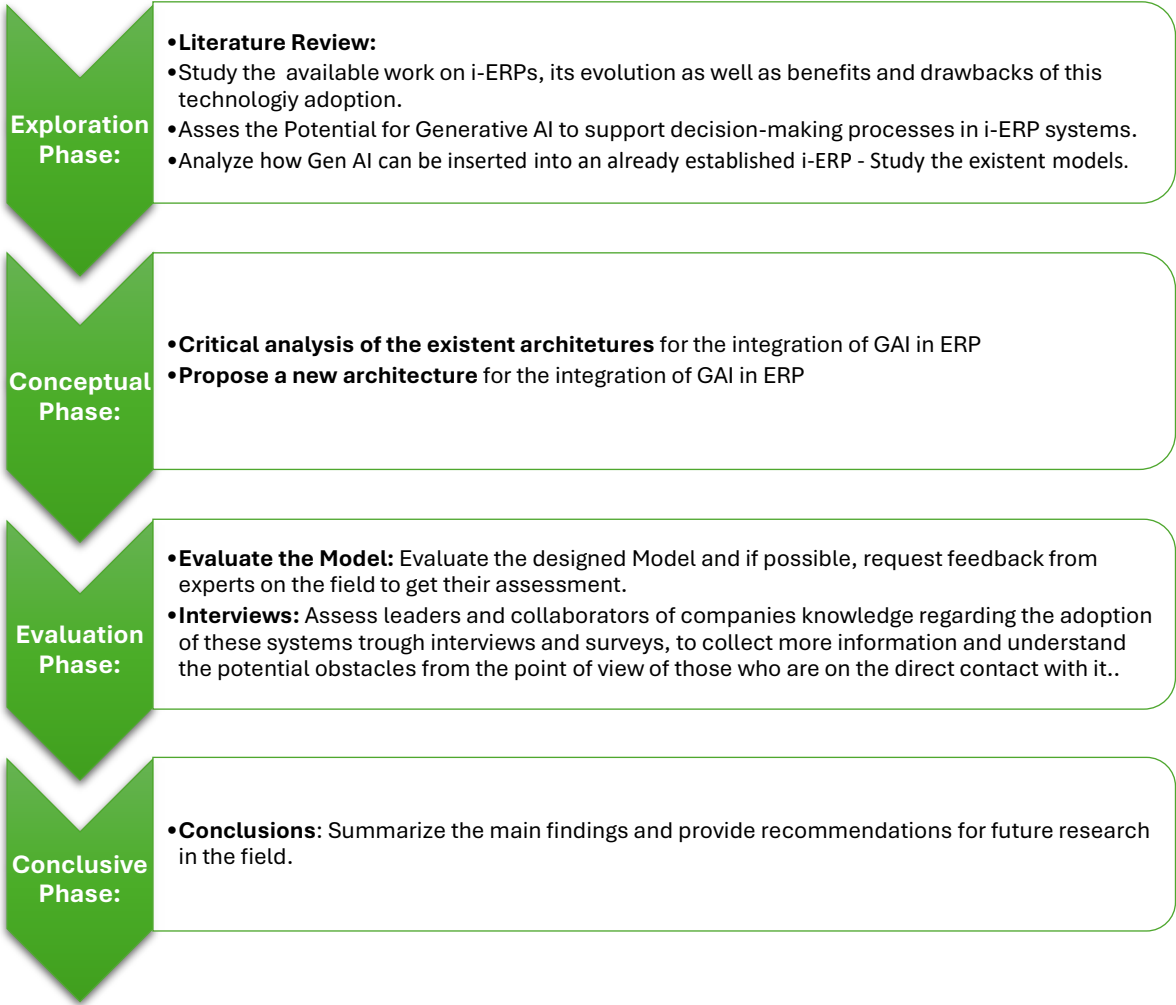 Exploration
Phase:
•Literature Review:
•Study the  available work on i-ERPs, its evolution as well as benefits and drawbacks of this
technologiy adoption.
•Asses the Potential for Generative AI to support decision-making processes in i-ERP systems.
•Analyze how Gen AI can be inserted into an already established i-ERP - Study the existent models.
Conceptual
Phase:
•Critical analysis of the existent architetures for the integration of GAI in ERP
•Propose a new architecture for the integration of GAI in ERP
Evaluation
Phase:
•Evaluate the Model: Evaluate the designed Model and if possible, request feedback from
experts on the field to get their assessment.
•Interviews: Assess leaders and collaborators of companies knowledge regarding the adoption
of these systems trough interviews and surveys, to collect more information and understand
the potential obstacles from the point of view of those who are on the direct contact with it..
Conclusive
Phase:
•Conclusions: Summarize the main findings and provide recommendations for future research
in the field.